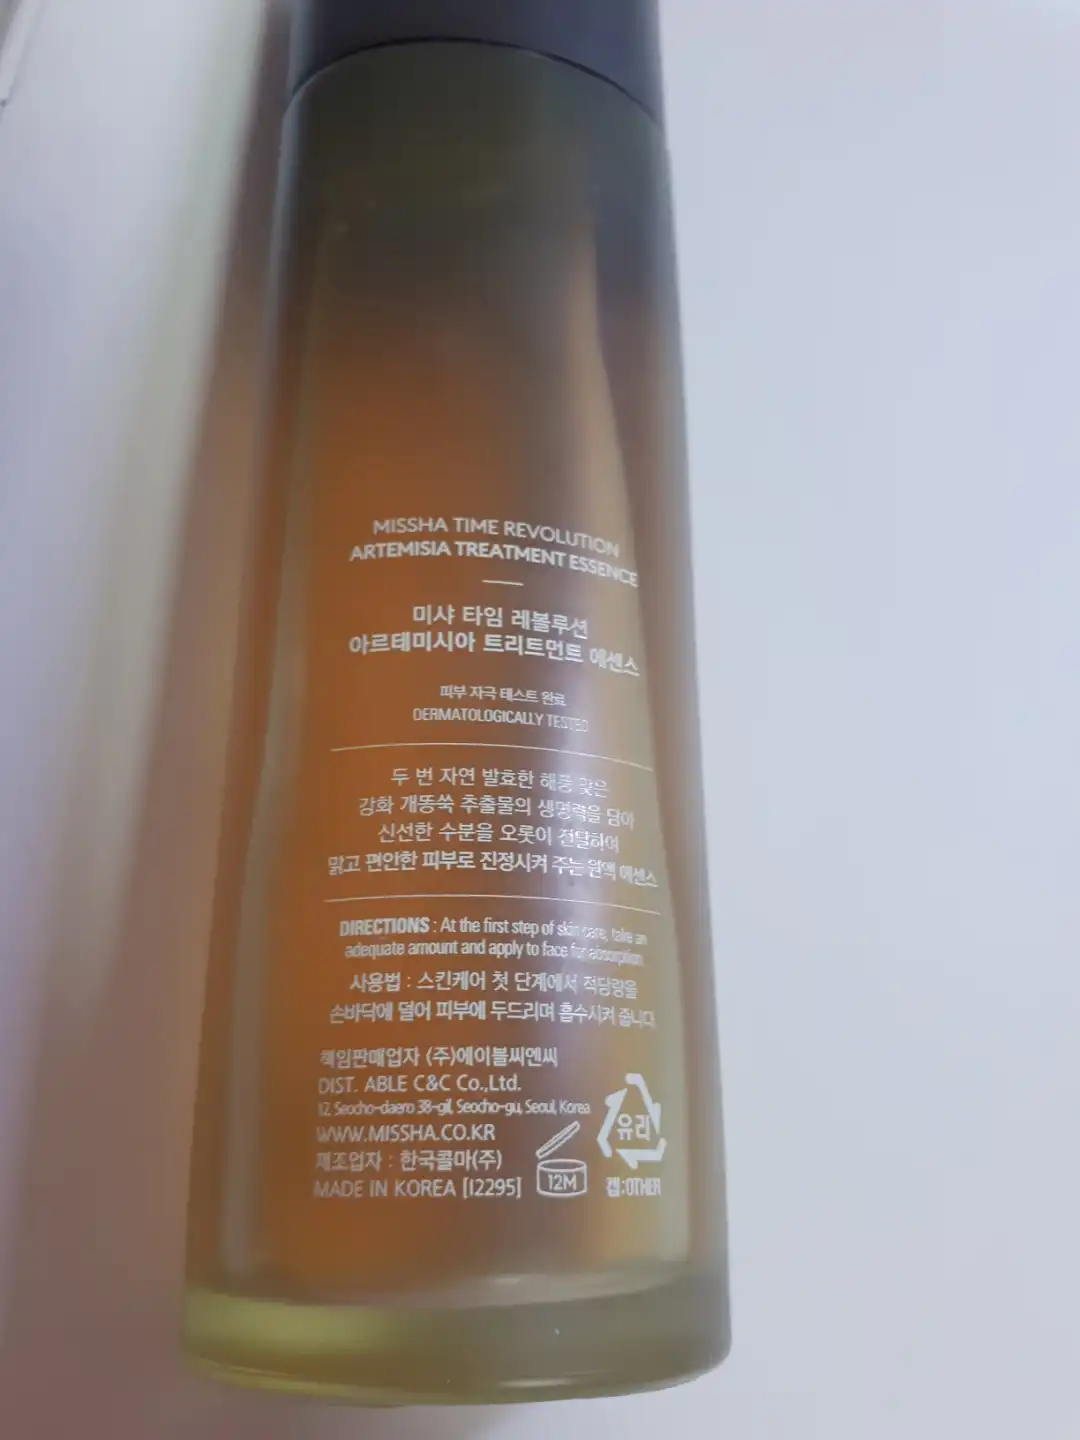 MISSHA TIME REVOLUTION
ARTEMISIA TREATMENT ESSENCE
미샤 타임 레볼루션
아르테미시아 트리트먼트 에센스
피부 자극 테스트 완료
DERMATOLOGICALLY TESTED
두 번 자연 발효한 해풍 맞은
강화 개똥쑥 추출물의 생명력을 담아
신선한 수분을 오롯이 전달하여
맑고 편안한 피부로 진정시켜 주는 원액 에센스
DIRECTIONS : At the first step of skin care, take an
adequate amount and apply to face for absorption
사용법 : 스킨케어 첫 단계에서 적당량을
손바닥에 덜어 피부에 두드리며 흡수시켜 줍니다
책임판매업자 (주)에이블씨엔씨
DIST. ABLE C&C Co.,Ltd.
12, Seocho-daero 38-gil, Seocho-gu, Seoul, Korea
WWW.MISSHA.CO.KR
제조업자 : 한국콜마(주)
MADE IN KOREA [12295]
12M
유리
캡:OTHER